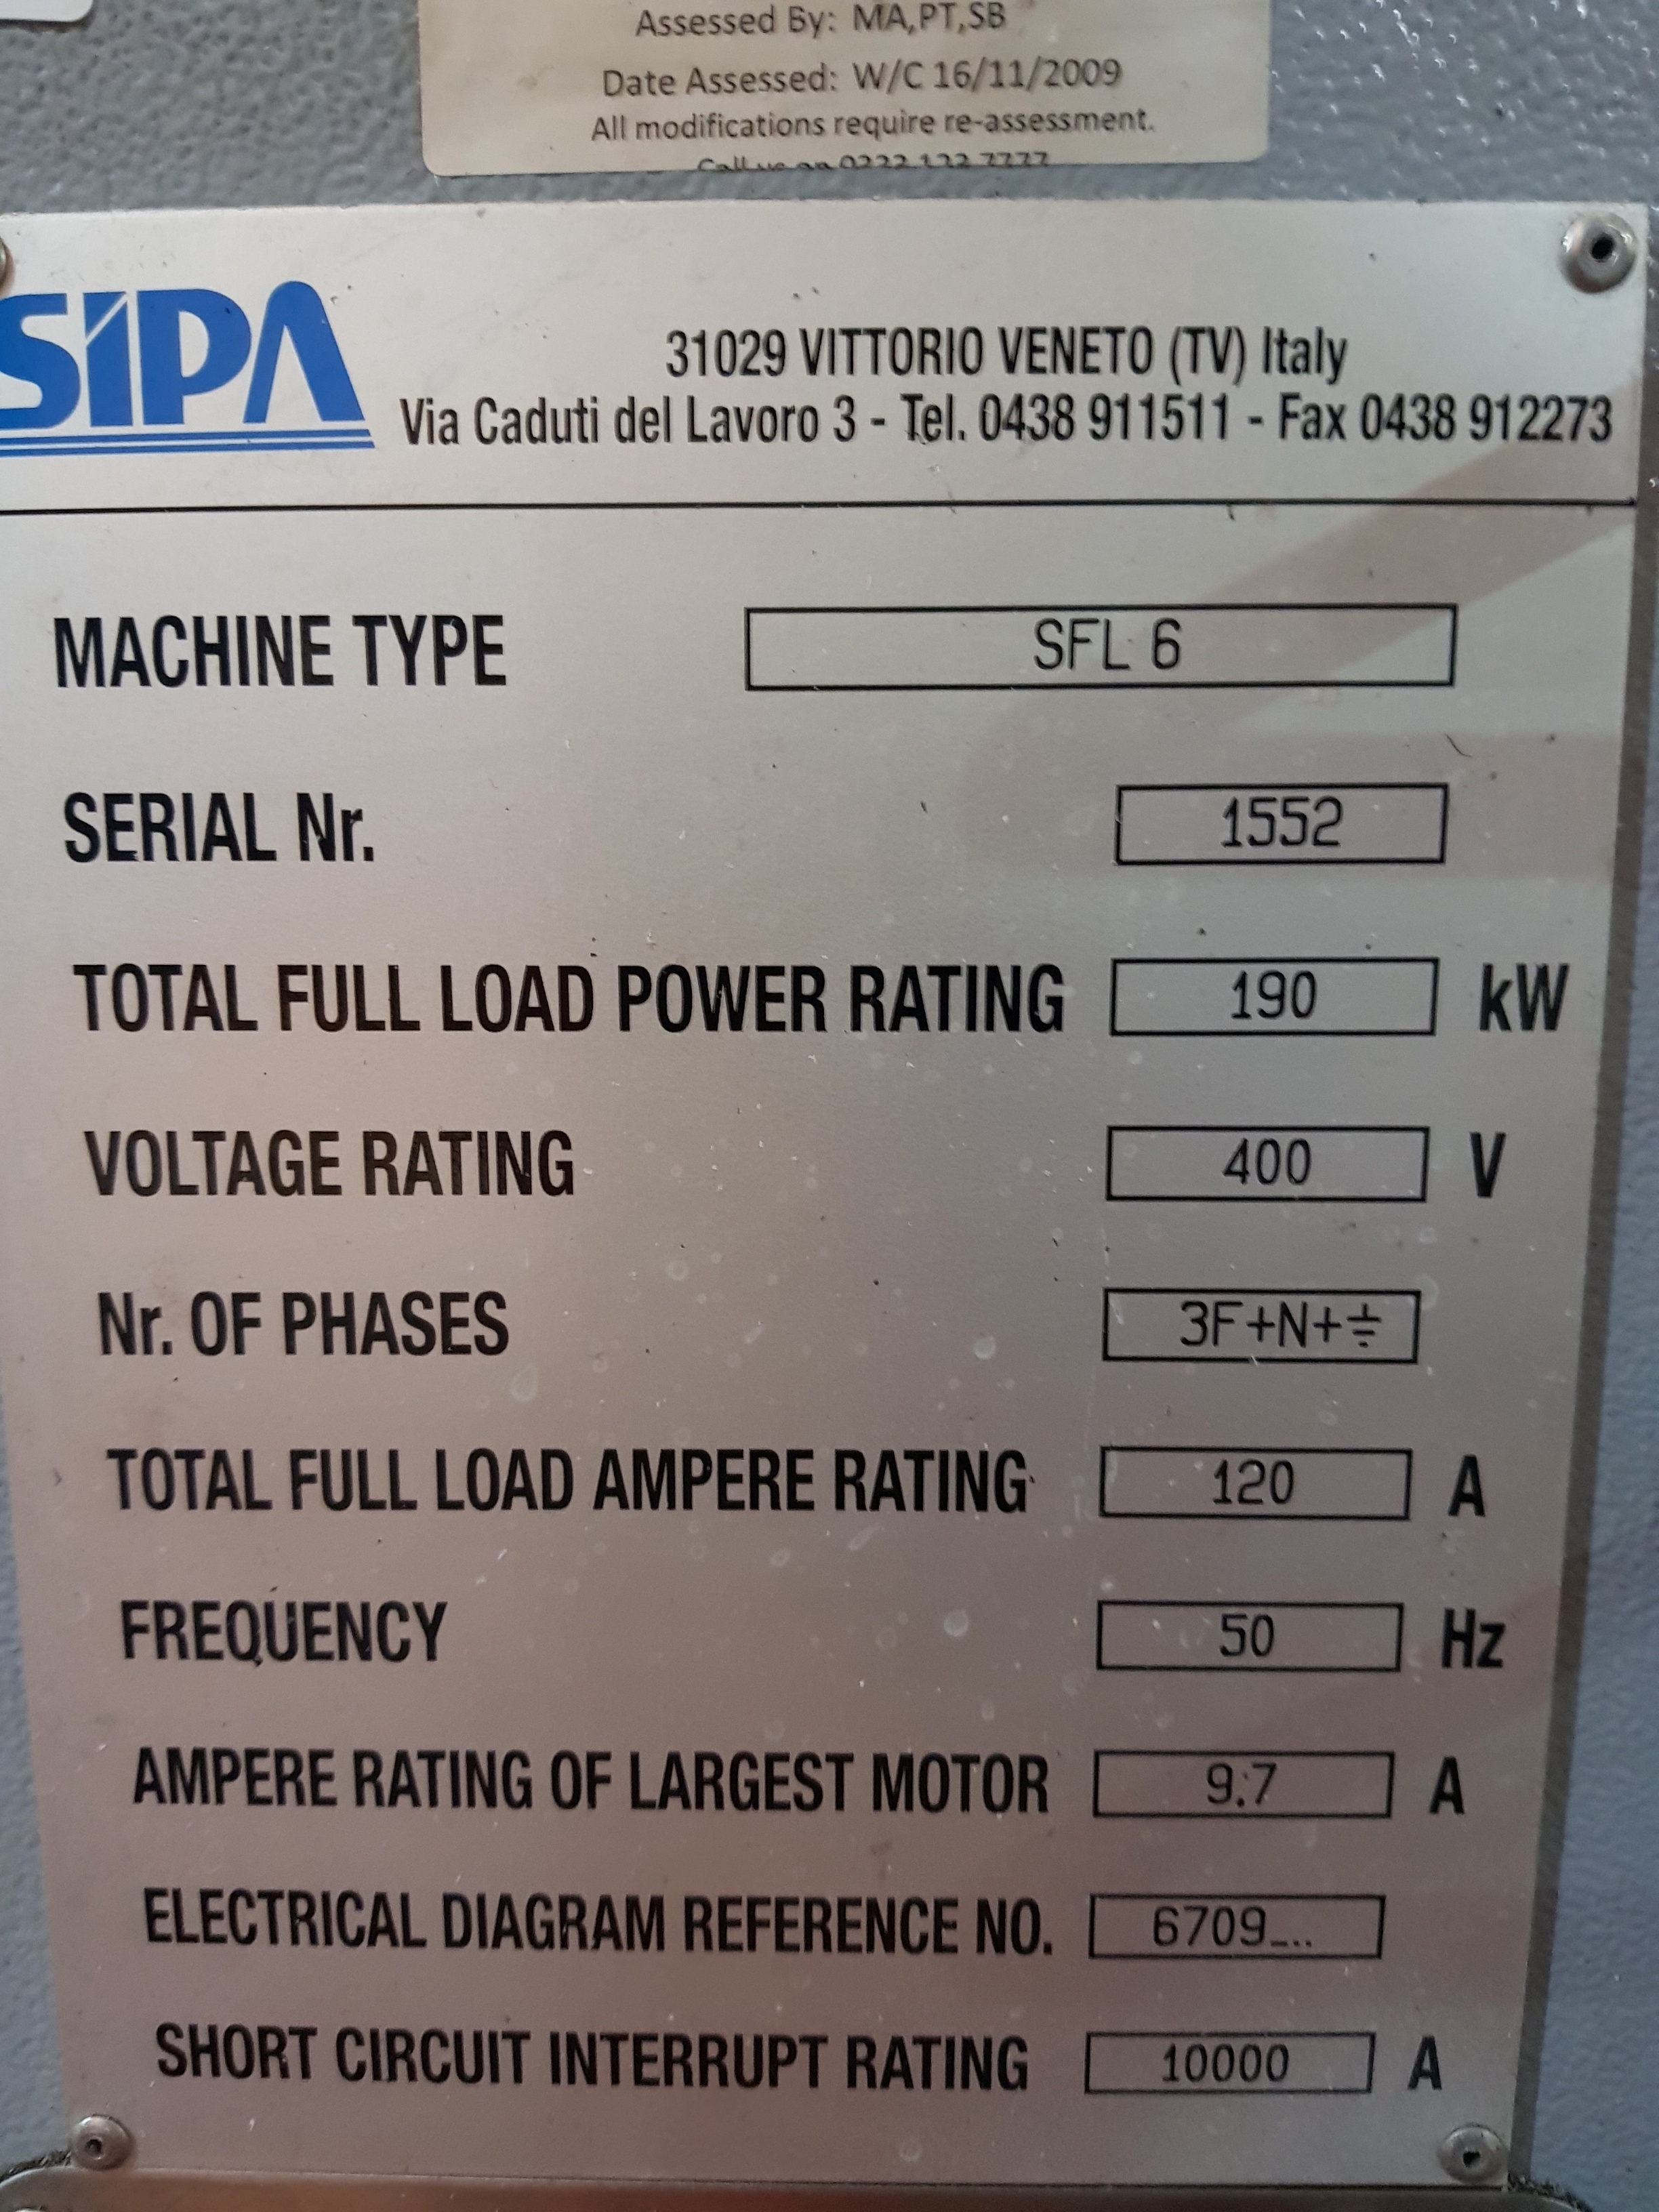 Assessed By: MA,PT,SB
Date Assessed: W/C 16/11/2009
All modifications require re-assessment.
Call us on
SIPA
31029 VITTORIO VENETO (TV) Italy
Via Caduti del Lavoro 3 - Tel. 0438 911511 - Fax 0438 912273
MACHINE TYPE SFL 6
SERIAL Nr. 1552
TOTAL FULL LOAD POWER RATING 190 kW
VOLTAGE RATING 400 V
Nr. OF PHASES 3F+N+⏚
TOTAL FULL LOAD AMPERE RATING 120 A
FREQUENCY 50 Hz
AMPERE RATING OF LARGEST MOTOR 9.7 A
ELECTRICAL DIAGRAM REFERENCE NO. 6709_...
SHORT CIRCUIT INTERRUPT RATING 10000 A